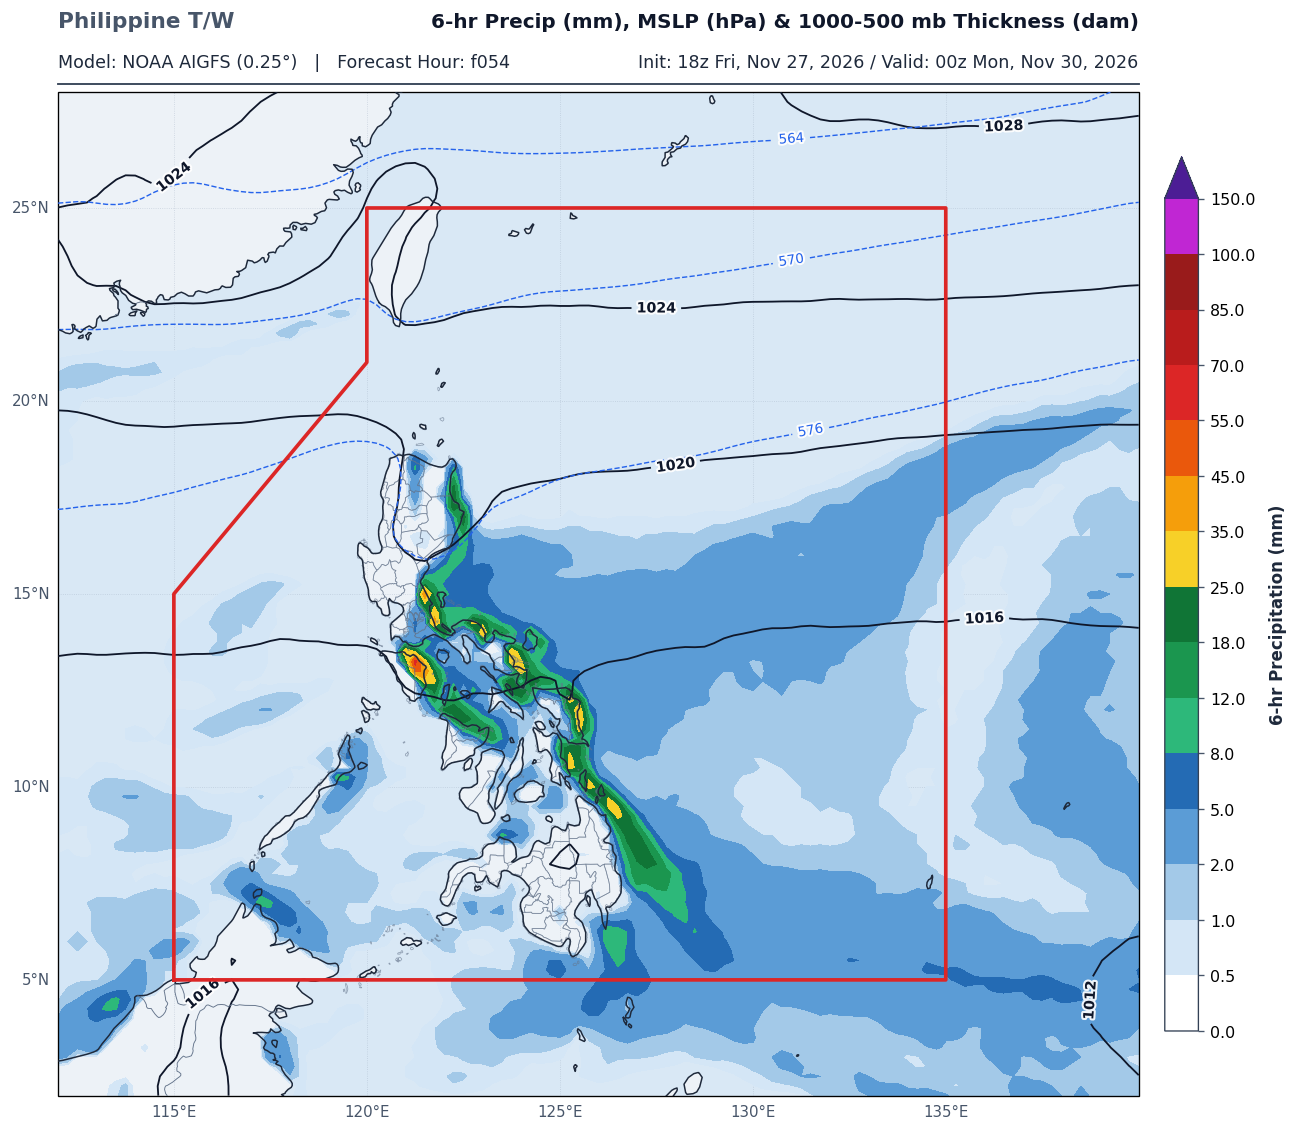 Philippine T/W
6-hr Precip (mm), MSLP (hPa) & 1000-500 mb Thickness (dam)
Model: NOAA AIGFS (0.25°) | Forecast Hour: f054
Init: 18z Fri, Nov 27, 2026 / Valid: 00z Mon, Nov 30, 2026
1028
564
1024
25°N
570
1024
20°N
576
1020
15°N
1016
10°N
5°N
1016
1012
115°E
120°E
125°E
130°E
135°E
150.0
100.0
85.0
70.0
55.0
45.0
35.0
25.0
18.0
12.0
8.0
5.0
2.0
1.0
0.5
0.0
6-hr Precipitation (mm)